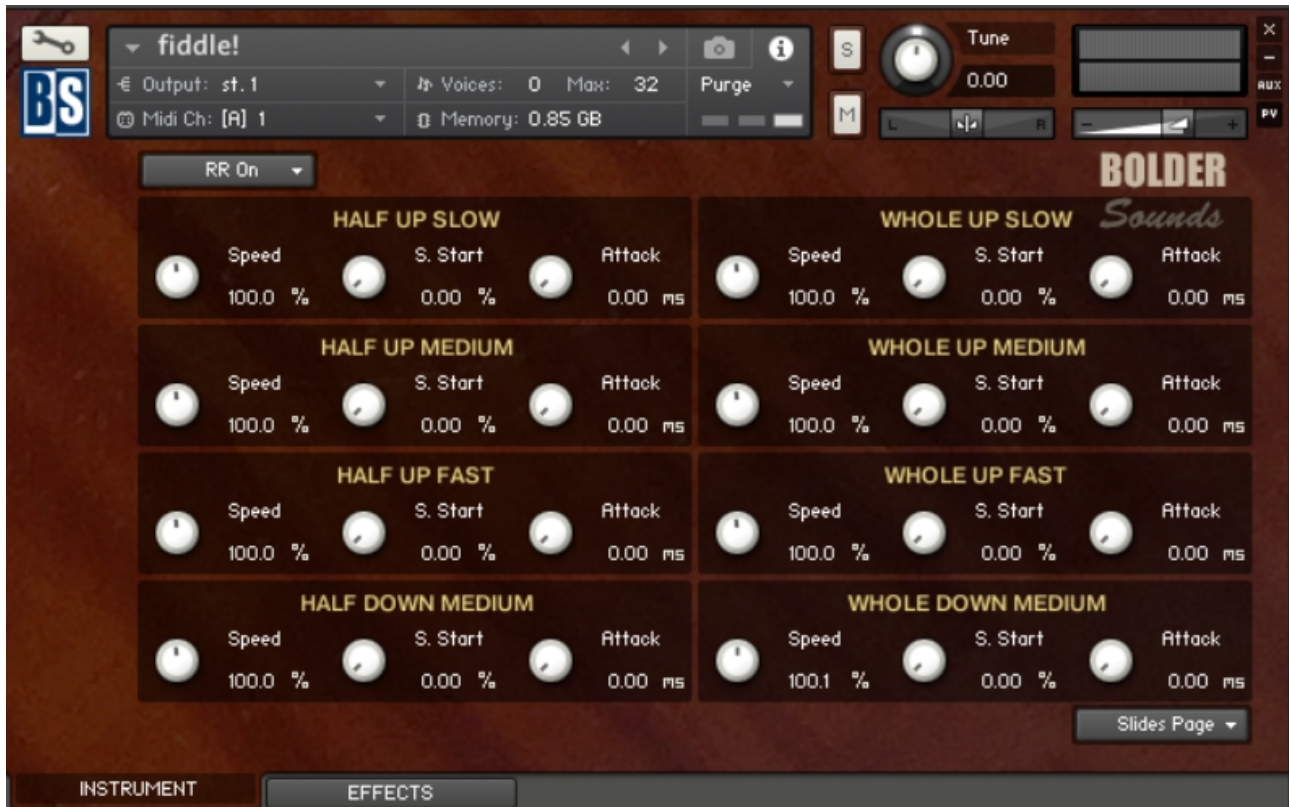 fiddle!
Output: st. 1
Voices: 0 Max: 32
Purge
Midi Ch: [A] 1
Memory: 0.85 GB
S
M
Tune
0.00
L R
- +
×
-
AUX
PV
BS
i
RR On
BOLDER
Sounds
HALF UP SLOW
Speed S. Start Attack
100.0 % 0.00 % 0.00 ms
WHOLE UP SLOW
Speed S. Start Attack
100.0 % 0.00 % 0.00 ms
HALF UP MEDIUM
Speed S. Start Attack
100.0 % 0.00 % 0.00 ms
WHOLE UP MEDIUM
Speed S. Start Attack
100.0 % 0.00 % 0.00 ms
HALF UP FAST
Speed S. Start Attack
100.0 % 0.00 % 0.00 ms
WHOLE UP FAST
Speed S. Start Attack
100.0 % 0.00 % 0.00 ms
HALF DOWN MEDIUM
Speed S. Start Attack
100.0 % 0.00 % 0.00 ms
WHOLE DOWN MEDIUM
Speed S. Start Attack
100.1 % 0.00 % 0.00 ms
Slides Page
INSTRUMENT
EFFECTS